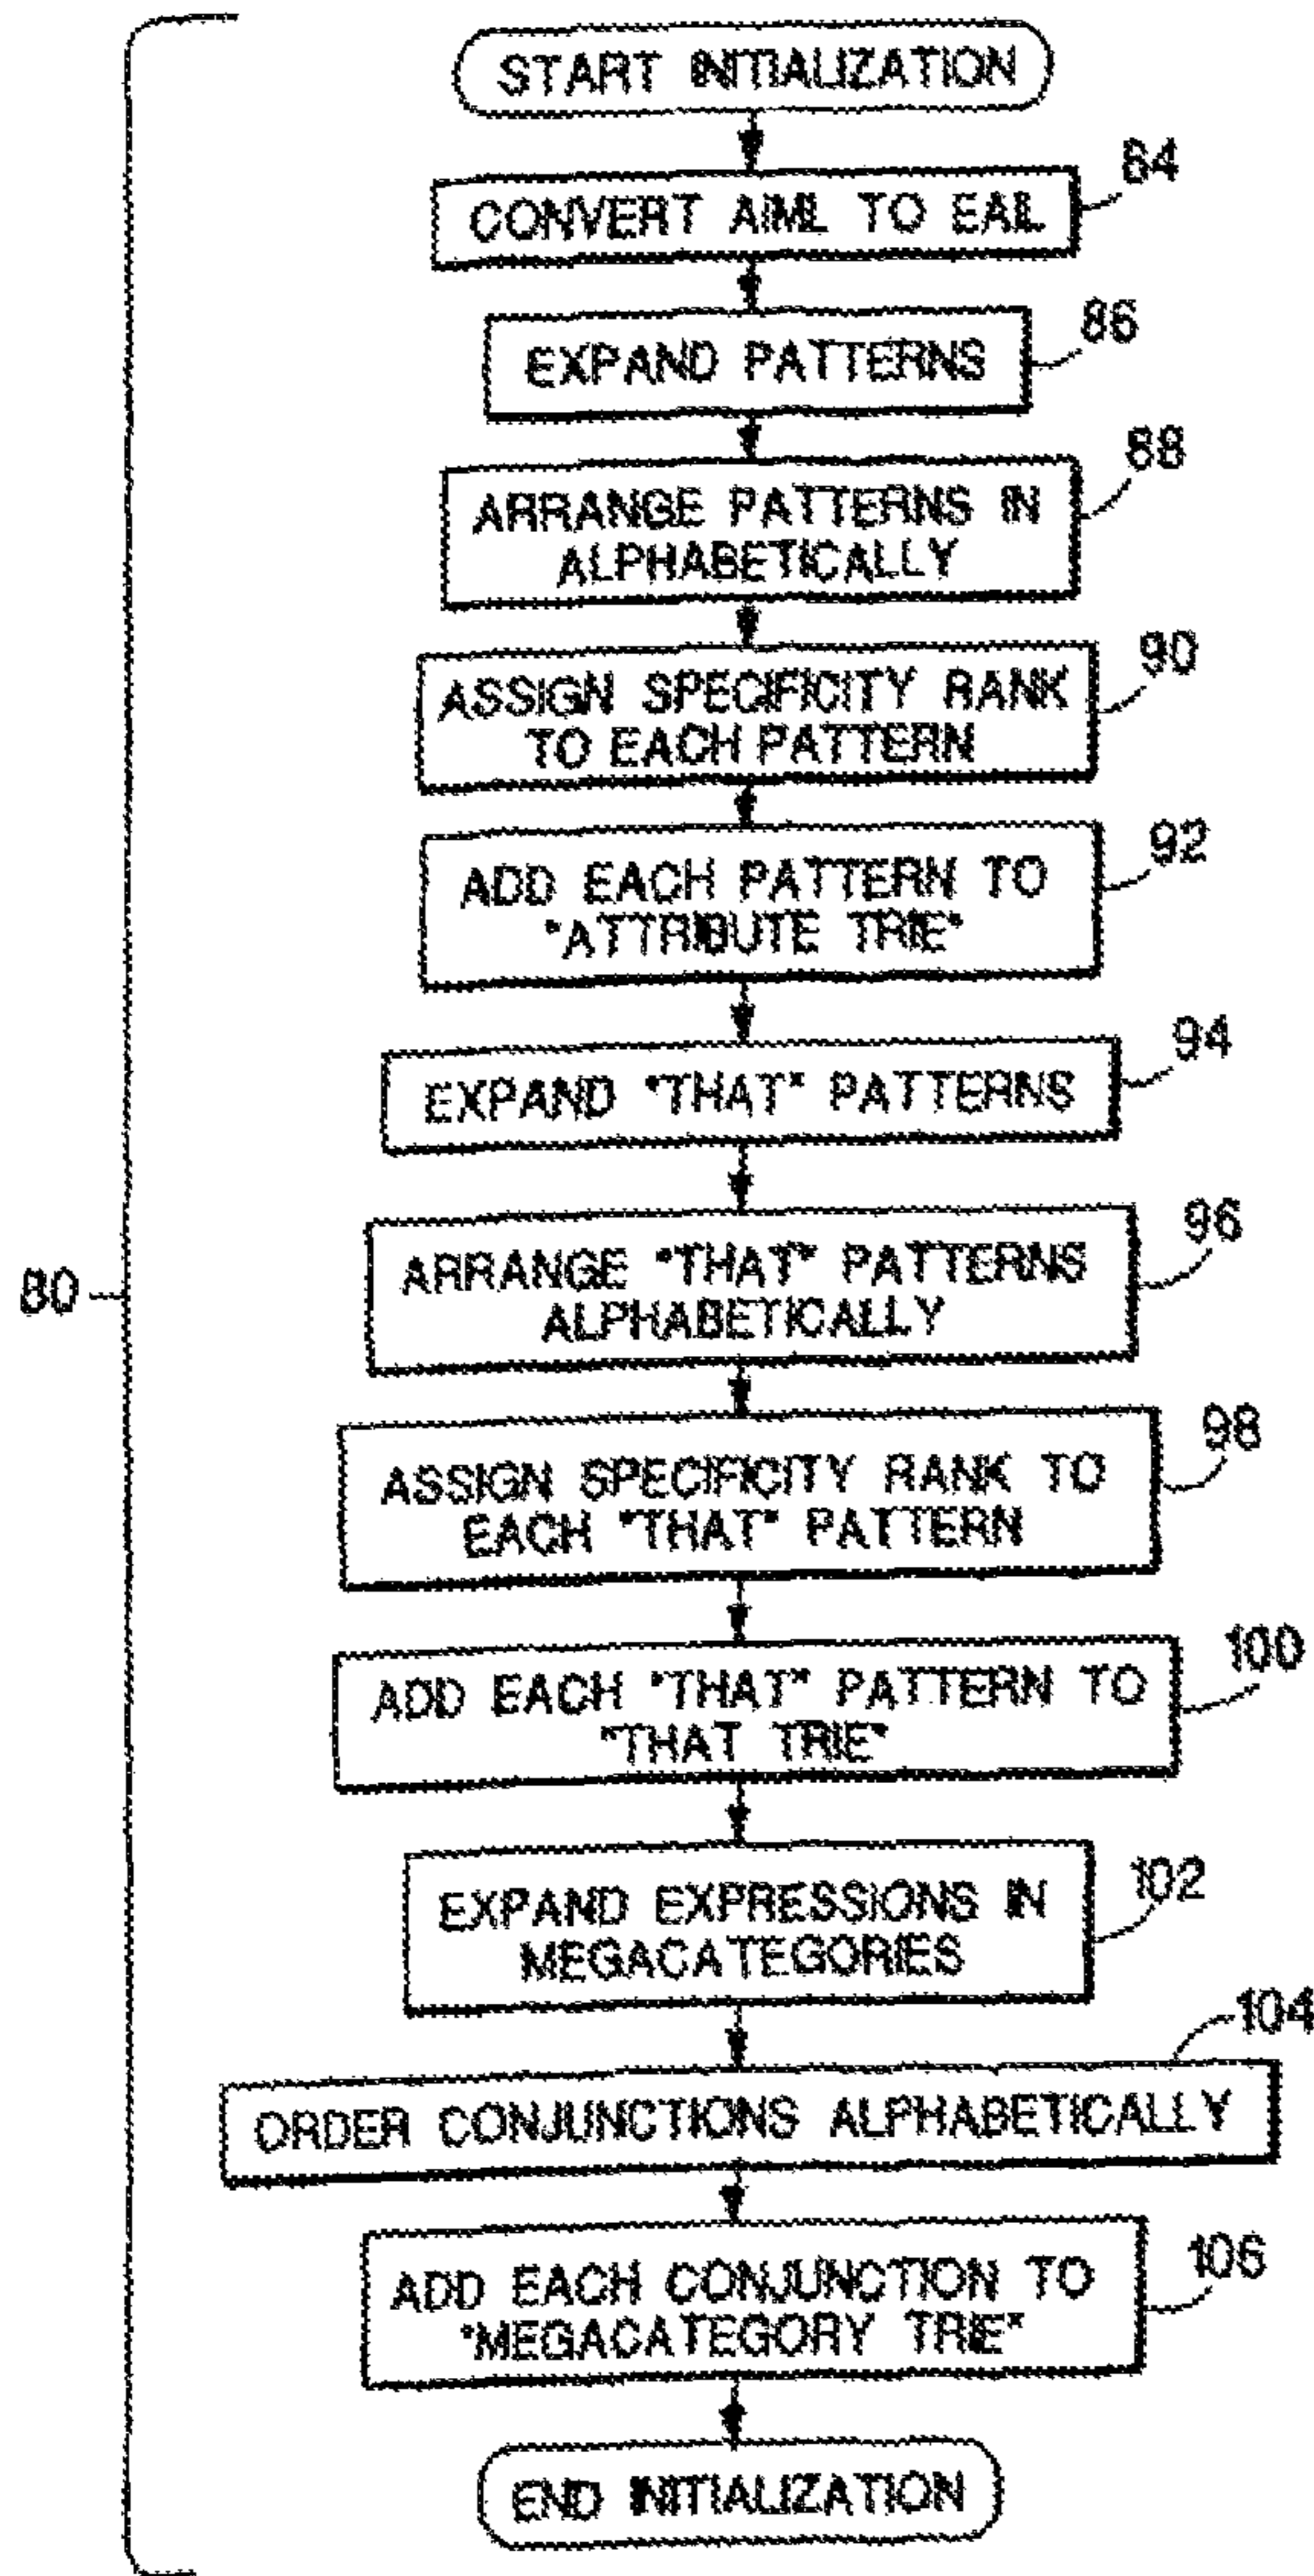 START INITIALIZATION
84
CONVERT AIML TO EAIL
86
EXPAND PATTERNS
88
ARRANGE PATTERNS IN
ALPHABETICALLY
90
ASSIGN SPECIFICITY RANK
TO EACH PATTERN
92
ADD EACH PATTERN TO
"ATTRIBUTE TRIE"
94
EXPAND "THAT" PATTERNS
96
ARRANGE "THAT" PATTERNS
ALPHABETICALLY
80
98
ASSIGN SPECIFICITY RANK TO
EACH "THAT" PATTERN
100
ADD EACH "THAT" PATTERN TO
"THAT TRIE"
102
EXPAND EXPRESSIONS IN
MEGACATEGORIES
104
ORDER CONJUNCTIONS ALPHABETICALLY
106
ADD EACH CONJUNCTION TO
"MEGACATEGORY TRIE"
END INITIALIZATION